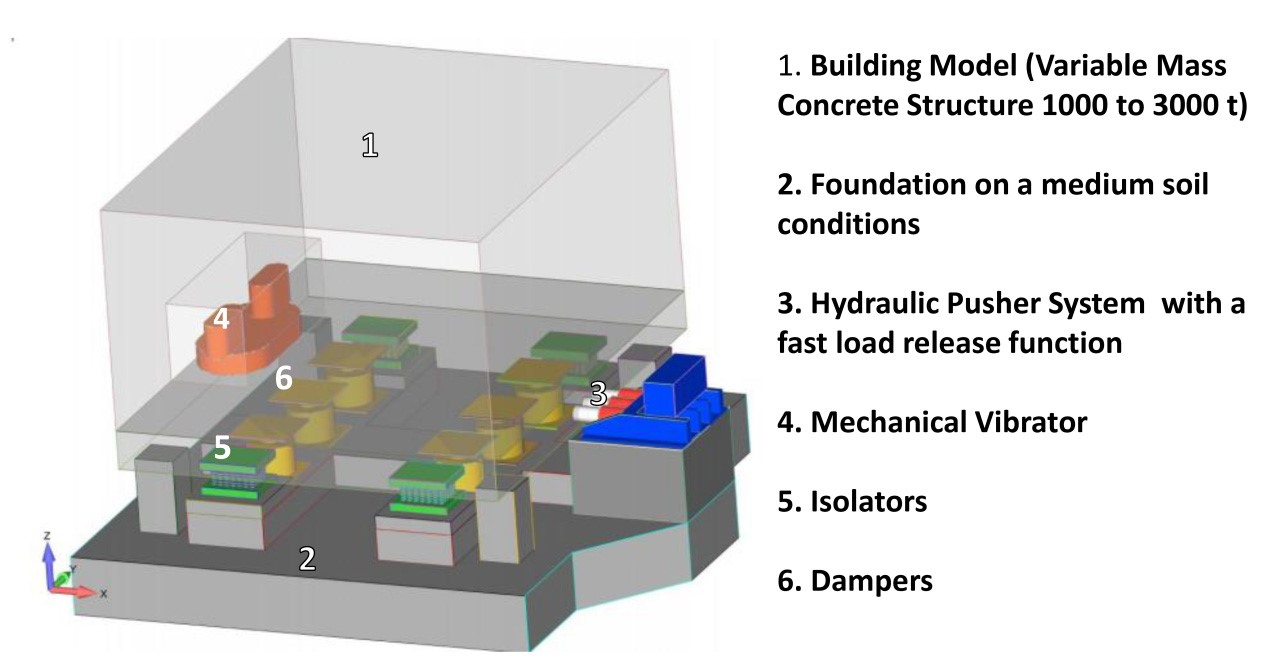 1
4
6
3
5
2
Z
Y
X
1. Building Model (Variable Mass
Concrete Structure 1000 to 3000 t)
2. Foundation on a medium soil
conditions
3. Hydraulic Pusher System with a
fast load release function
4. Mechanical Vibrator
5. Isolators
6. Dampers